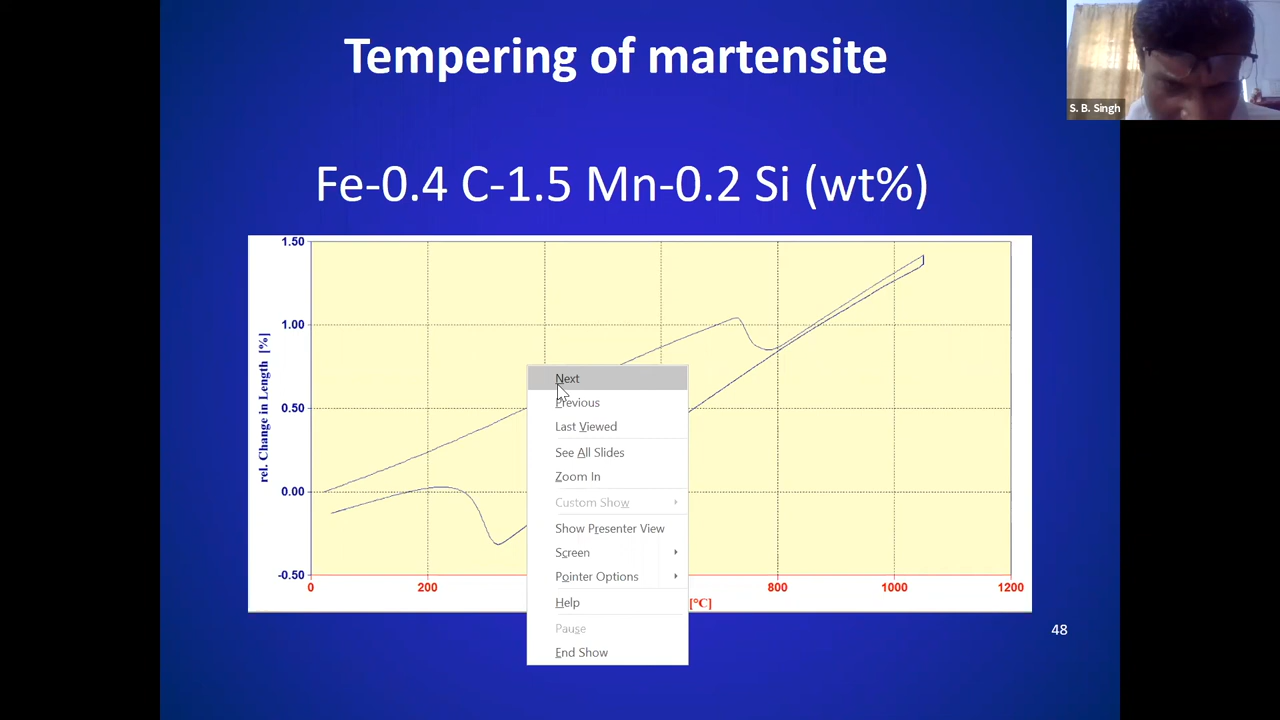 Tempering of martensite
S. B. Singh
Fe-0.4 C-1.5 Mn-0.2 Si (wt%)
1.50
1.00
0.50
0.00
-0.50
rel. Change in Length [%]
0
200
800
1000
1200
[°C]
Next
Previous
Last Viewed
See All Slides
Zoom In
Custom Show
Show Presenter View
Screen
Pointer Options
Help
Pause
End Show
48